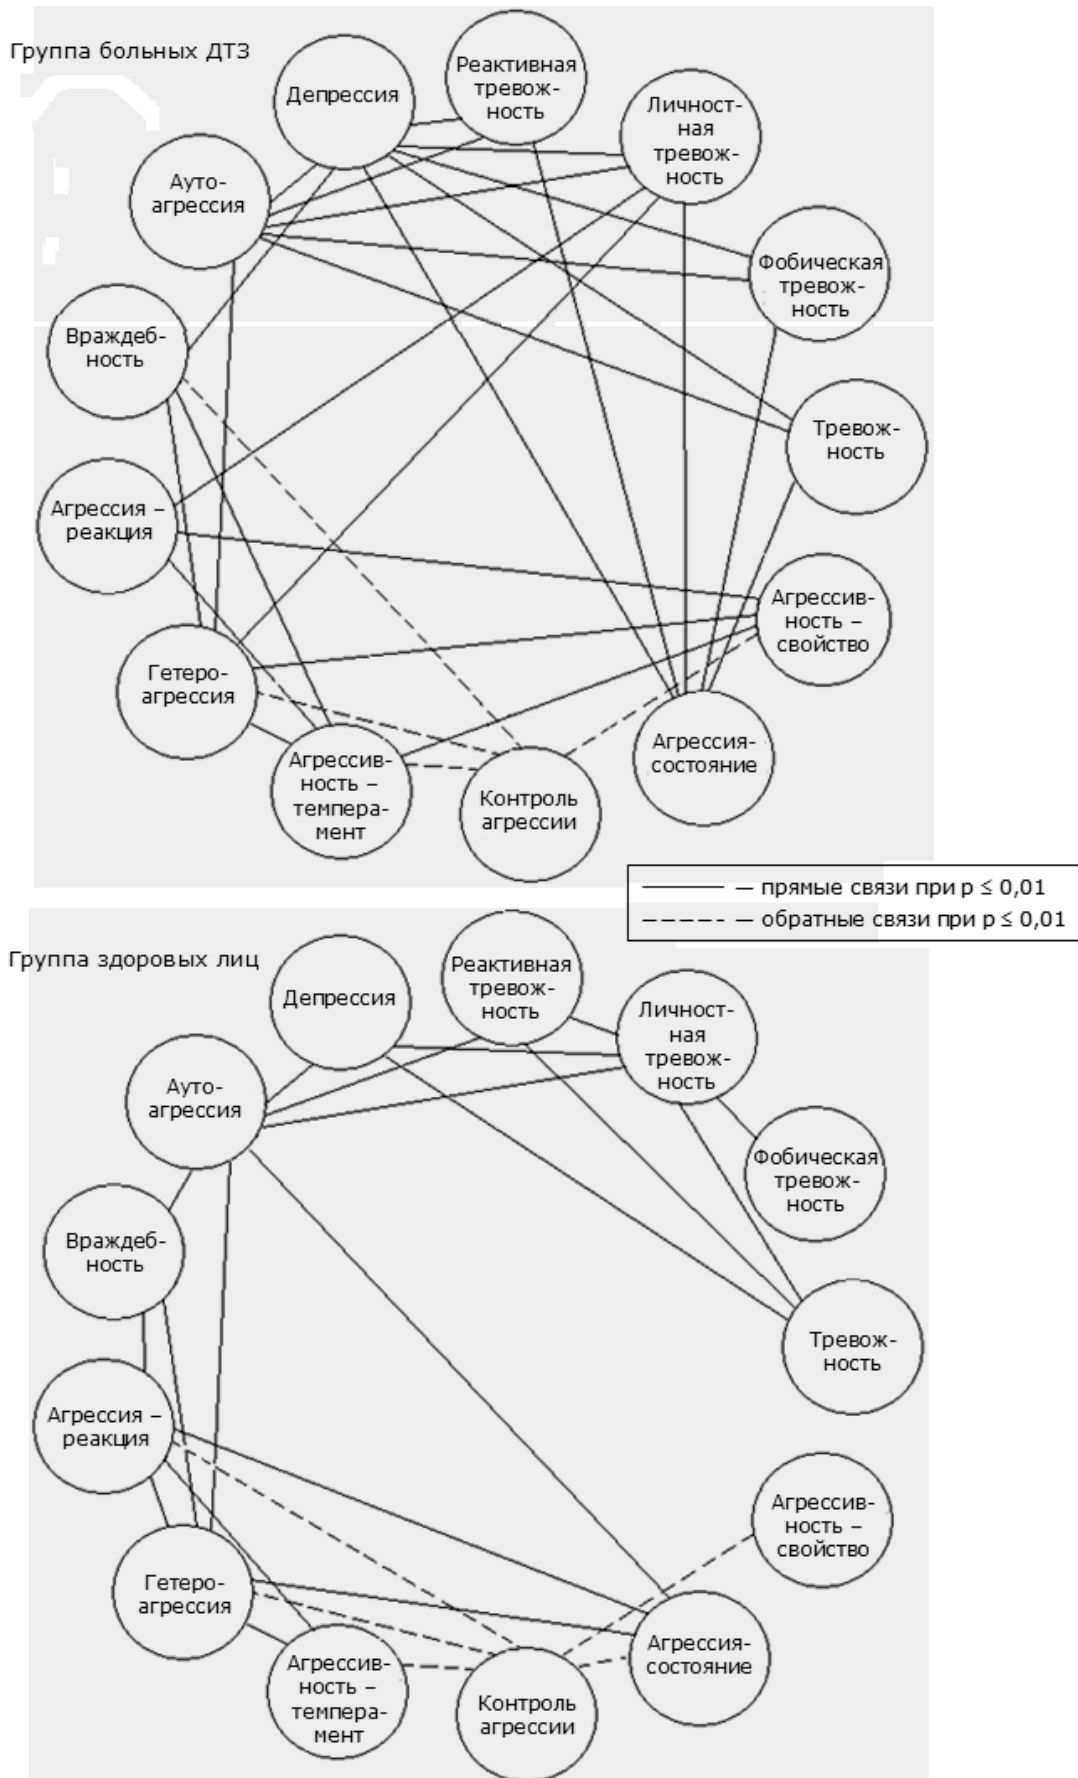 Группа больных ДТЗ
Депрессия
Реактивная
тревож-
ность
Личност-
ная
тревож-
ность
Ауто-
агрессия
Фобическая
тревож-
ность
Враждеб-
ность
Тревож-
ность
Агрессия –
реакция
Агрессив-
ность –
свойство
Гетеро-
агрессия
Агрессив-
ность –
темпера-
мент
Контроль
агрессии
Агрессия-
состояние
— прямые связи при p ≤ 0,01
— обратные связи при p ≤ 0,01
Группа здоровых лиц
Депрессия
Реактивная
тревож-
ность
Личност-
ная
тревож-
ность
Ауто-
агрессия
Фобическая
тревож-
ность
Враждеб-
ность
Тревож-
ность
Агрессия –
реакция
Агрессив-
ность –
свойство
Гетеро-
агрессия
Агрессив-
ность –
темпера-
мент
Контроль
агрессии
Агрессия-
состояние